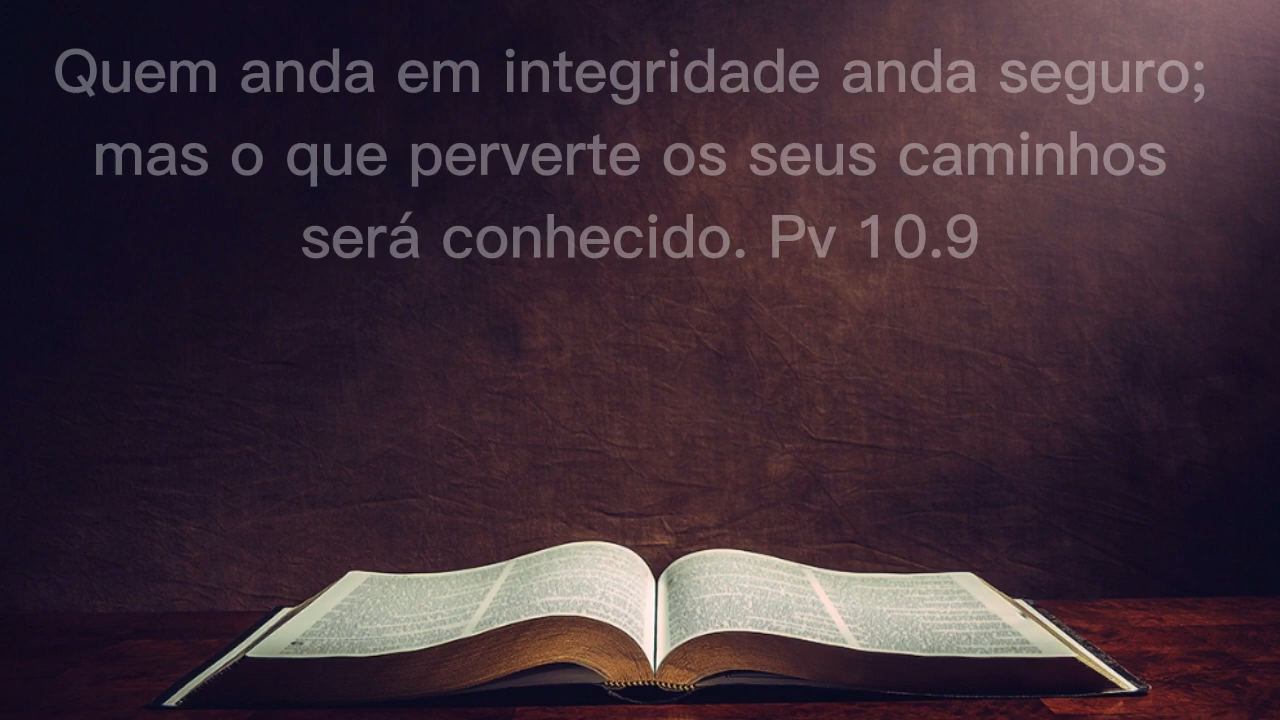 Quem anda em integridade anda seguro;
mas o que perverte os seus caminhos
será conhecido. Pv 10.9